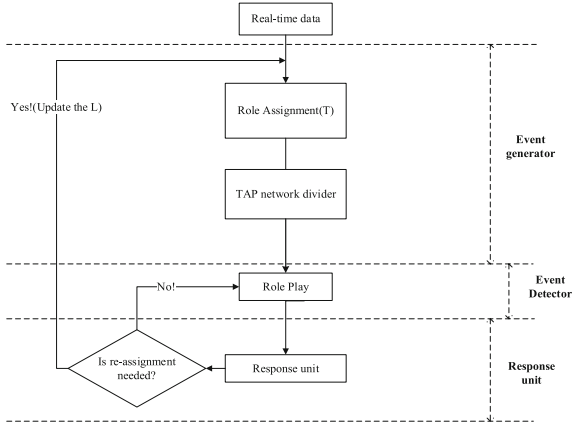 Real-time data
Yes!(Update the L)
Role Assignment(T)
Event
generator
TAP network divider
No!
Role Play
Event
Detector
Is re-assignment
needed?
Response unit
Response
unit